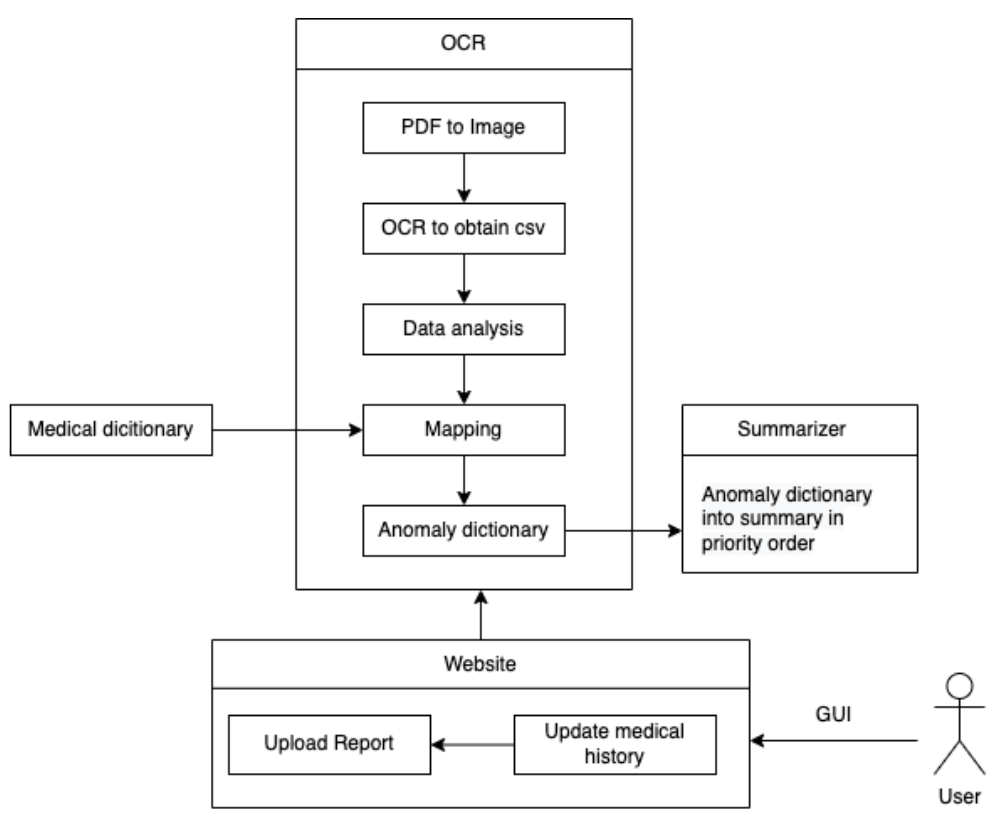 OCR
PDF to Image
OCR to obtain csv
Data analysis
Medical dicitionary
Mapping
Anomaly dictionary
Summarizer
Anomaly dictionary
into summary in
priority order
Website
Upload Report
Update medical
history
GUI
User